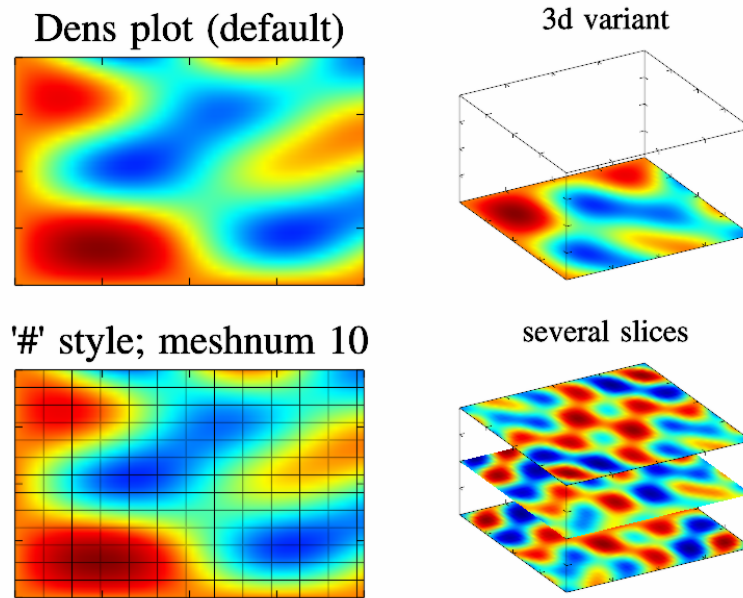 Dens plot (default)
3d variant
'#' style; meshnum 10
several slices